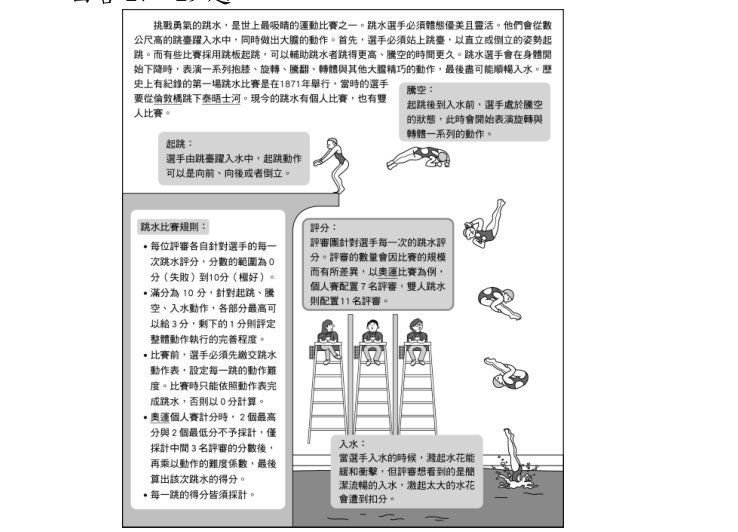 挑戰勇氣的跳水，是世上最吸睛的運動比賽之一。跳水選手必須體態優美且靈活。他們會從數
公尺高的跳臺躍入水中，同時做出大膽的動作。首先，選手必須站上跳臺，以直立或倒立的姿勢起
跳。而有些比賽採用跳板起跳，可以輔助跳水者跳得更高、騰空的時間更久。跳水選手會在身體開
始下降時，表演一系列抱膝、旋轉、騰翻、轉體與其他大膽精巧的動作，最後盡可能順暢入水。歷
史上有紀錄的第一場跳水比賽是在1871年舉行，當時的選手
要從倫敦橋跳下泰晤士河。現今的跳水有個人比賽，也有雙
人比賽。
騰空：
起跳後到入水前，選手處於騰空
的狀態，此時會開始表演旋轉與
轉體一系列的動作。
起跳：
選手由跳臺躍入水中，起跳動作
可以是向前、向後或者倒立。
跳水比賽規則：
• 每位評審各自針對選手的每一
次跳水評分，分數的範圍為0
分（失敗）到10分（極好）。
• 滿分為 10 分，針對起跳、騰
空、入水動作，各部分最高可
以給3分，剩下的1分則評定
整體動作執行的完善程度。
• 比賽前，選手必須先繳交跳水
動作表，設定每一跳的動作難
度。比賽時只能依照動作表完
成跳水，否則以0分計算。
• 奧運個人賽計分時，2個最高
分與2個最低分不予採計，僅
採計中間3名評審的分數後，
再乘以動作的難度係數，最後
算出該次跳水的得分。
• 每一跳的得分皆須採計。
評分：
評審團針對選手每一次的跳水評
分。評審的數量會因比賽的規模
而有所差異，以奧運比賽為例，
個人賽配置7名評審，雙人跳水
則配置11名評審。
入水：
當選手入水的時候，濺起水花能
緩和衝擊，但評審想看到的是簡
潔流暢的入水，激起太大的水花
會遭到扣分。